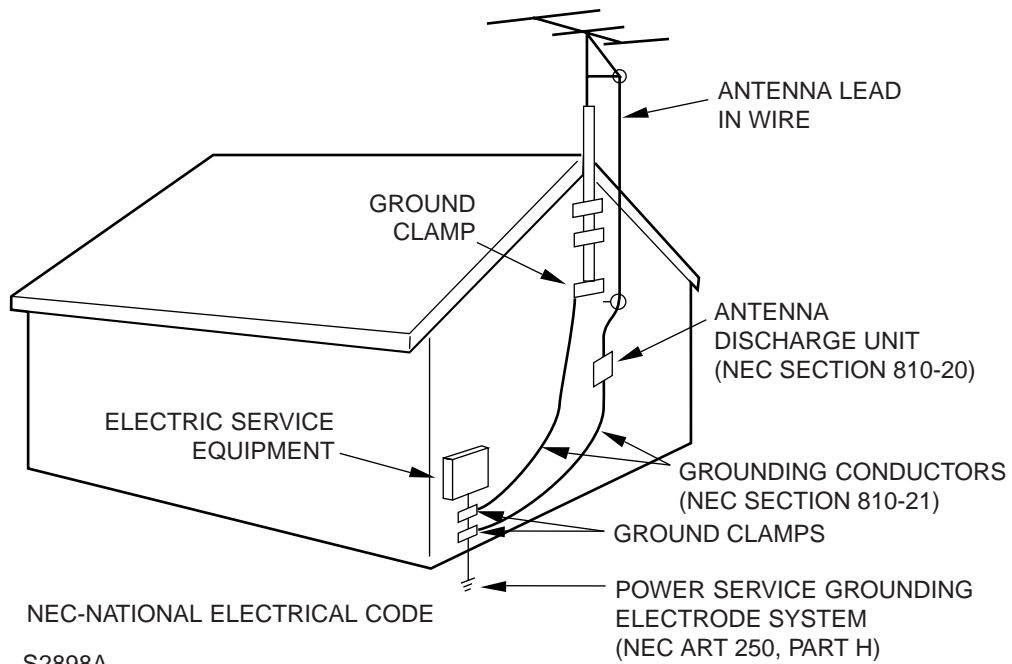 ANTENNA LEAD
IN WIRE
GROUND
CLAMP
ANTENNA
DISCHARGE UNIT
(NEC SECTION 810-20)
ELECTRIC SERVICE
EQUIPMENT
GROUNDING CONDUCTORS
(NEC SECTION 810-21)
GROUND CLAMPS
POWER SERVICE GROUNDING
ELECTRODE SYSTEM
(NEC ART 250, PART H)
NEC-NATIONAL ELECTRICAL CODE
S2898A